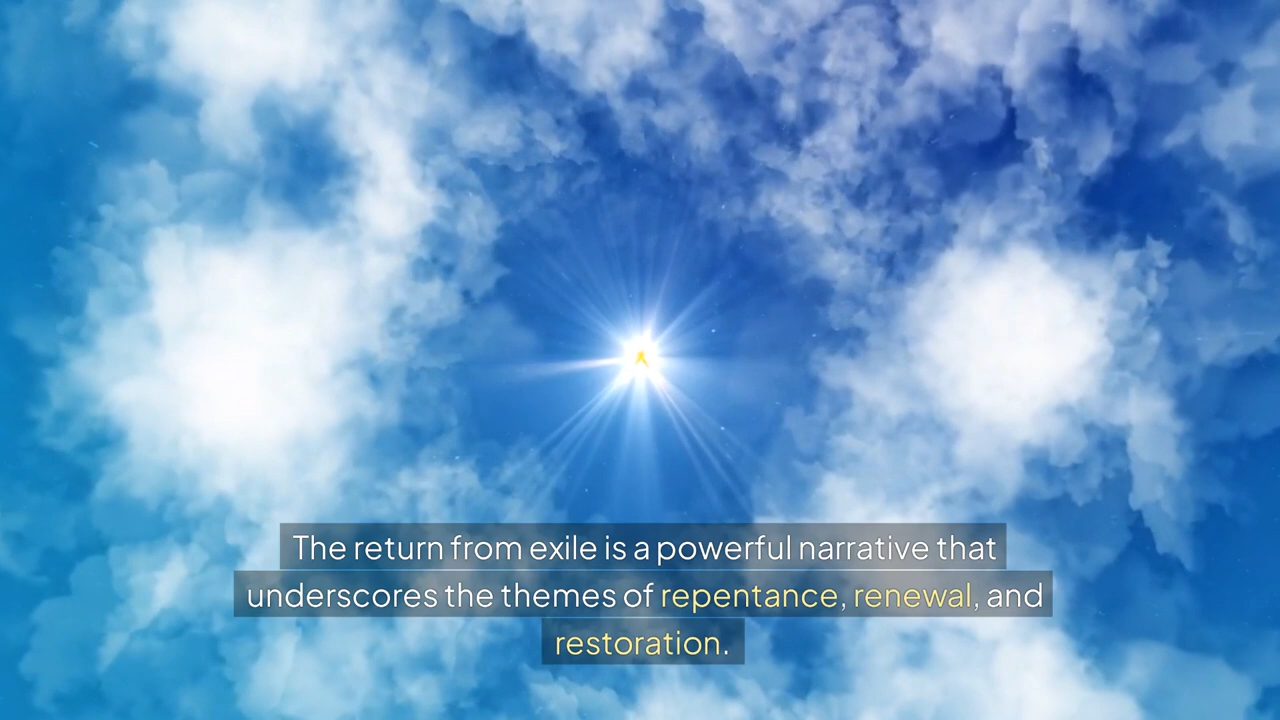 The return from exile is a powerful narrative that
underscores the themes of repentance, renewal, and
restoration.